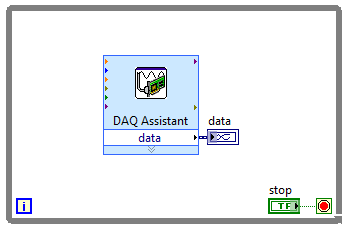 DAQ Assistant
data
data
stop
TF
i